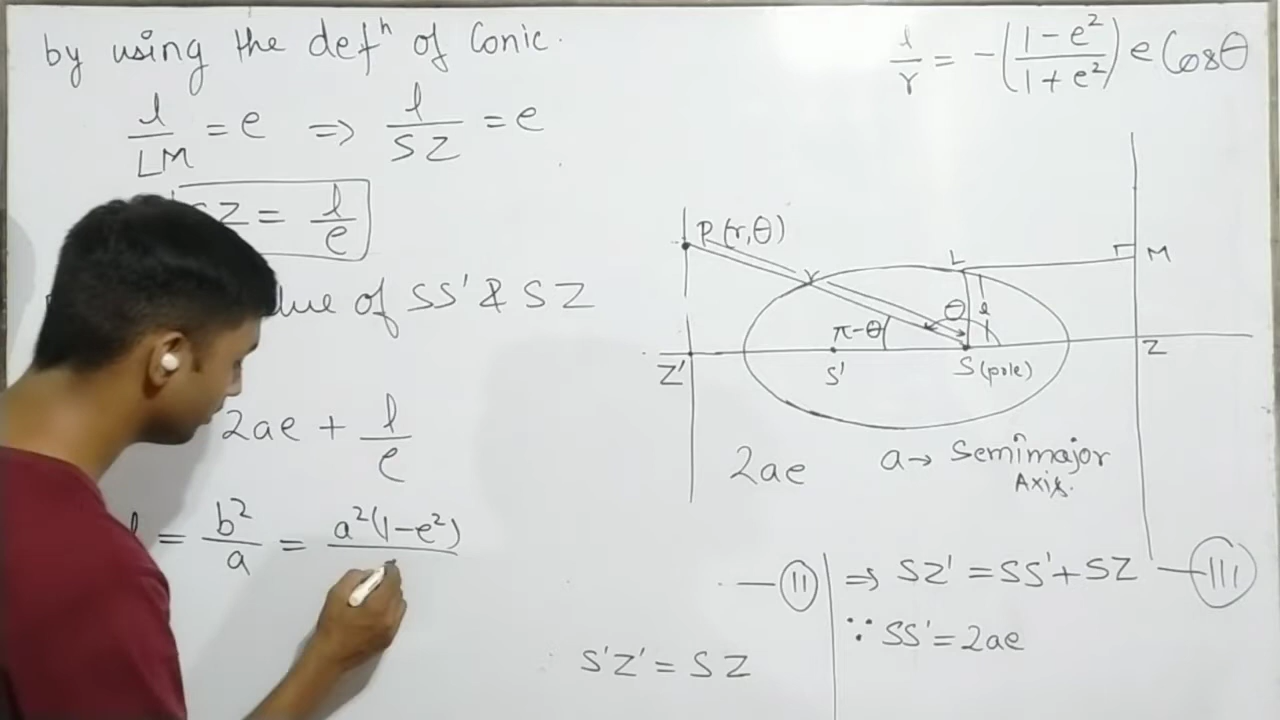 by using the defⁿ of Conic.
l/LM = e ⇒ l/SZ = e
SZ = l/e
of SS' & SZ
2ae + l/e
= b²/a = a²(1-e²)
l/r = -((1-e²)/(1+e²)) e Cosθ
P(r,θ)
L
M
θ
l
π-θ
Z'
S'
S(pole)
Z
2ae
a→ Semimajor
Axis.
—(II)
⇒ SZ' = SS' + SZ —(III)
∵ SS' = 2ae
S'Z' = SZ